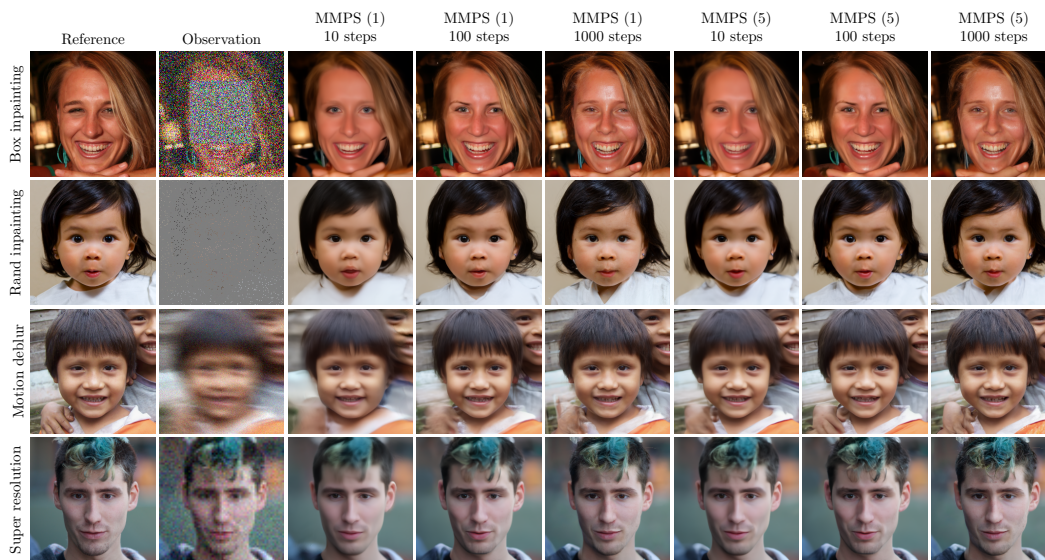 MMPS (1) MMPS (1) MMPS (1) MMPS (5) MMPS (5) MMPS (5)
Reference Observation 10 steps 100 steps 1000 steps 10 steps 100 steps 1000 steps
Box inpainting
Rand inpainting
Motion deblur
Super resolution